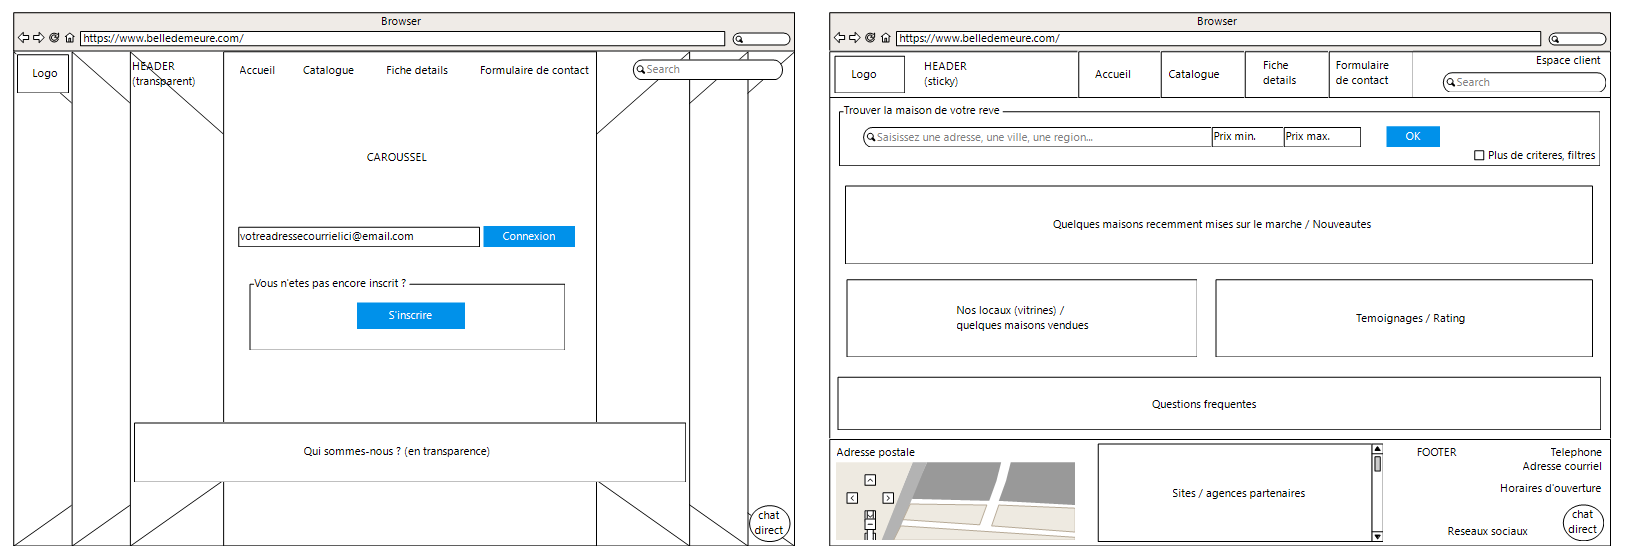 Browser
https://www.belledemeure.com/
Logo
HEADER
(transparent)
Accueil
Catalogue
Fiche details
Formulaire de contact
Search
CAROUSSEL
votreadressecourrielici@email.com
Connexion
Vous n'etes pas encore inscrit ?
S'inscrire
Qui sommes-nous ? (en transparence)
chat
direct
Browser
https://www.belledemeure.com/
Logo
HEADER
(sticky)
Accueil
Catalogue
Fiche
details
Formulaire
de contact
Espace client
Search
Trouver la maison de votre reve
Saisissez une adresse, une ville, une region...
Prix min.
Prix max.
OK
Plus de criteres, filtres
Quelques maisons recemment mises sur le marche / Nouveautes
Nos locaux (vitrines) /
quelques maisons vendues
Temoignages / Rating
Questions frequentes
Adresse postale
Sites / agences partenaires
FOOTER
Telephone
Adresse courriel
Horaires d'ouverture
Reseaux sociaux
chat
direct